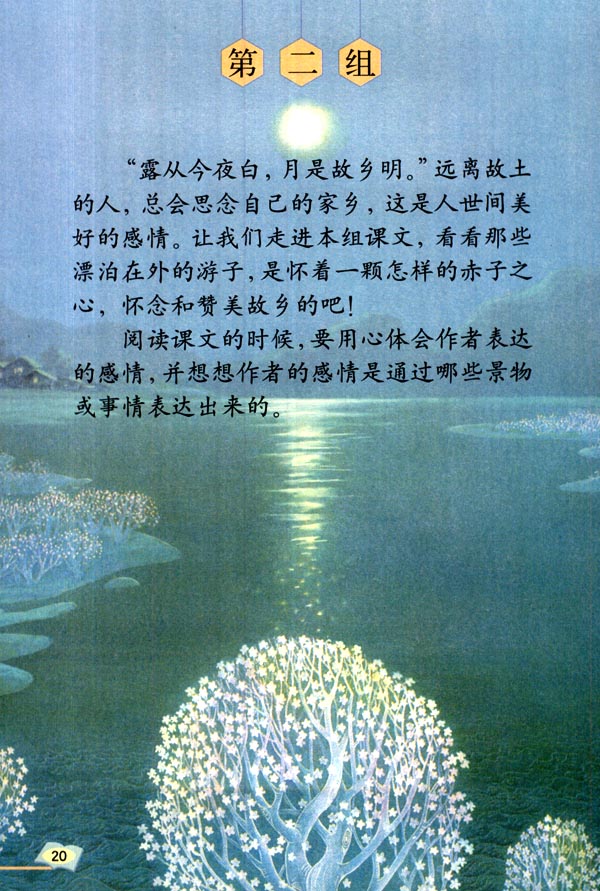 第二组
“露从今夜白，月是故乡明。”远离故土
的人，总会思念自己的家乡，这是人世间美
好的感情。让我们走进本组课文，看看那些
漂泊在外的游子，是怀着一颗怎样的赤子之
心，怀念和赞美故乡的吧！
阅读课文的时候，要用心体会作者表达
的感情，并想想作者的感情是通过哪些景物
或事情表达出来的。
20